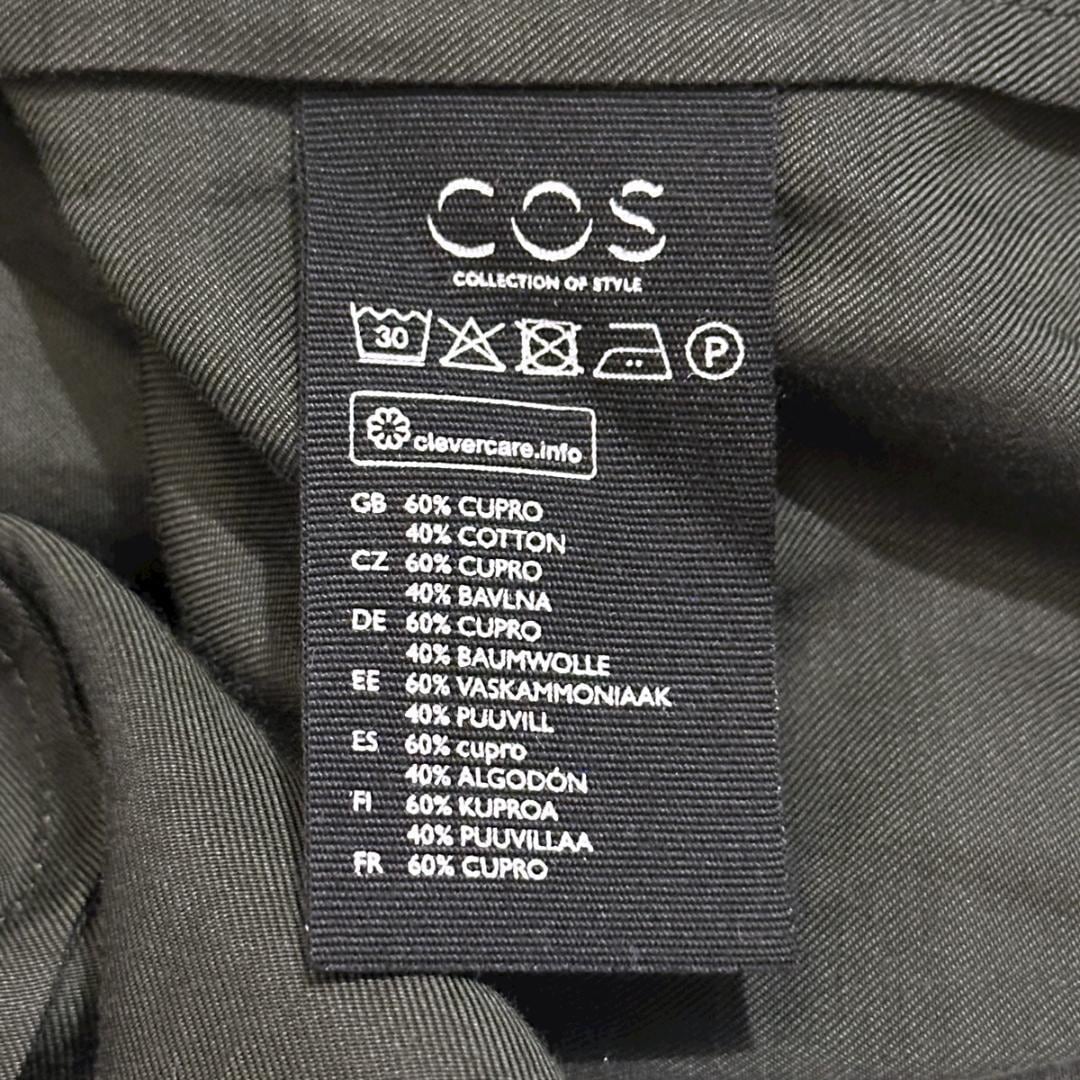 COS
COLLECTION OF STYLE
30
P
clevercare.info
GB 60% CUPRO
40% COTTON
CZ 60% CUPRO
40% BAVLNA
DE 60% CUPRO
40% BAUMWOLLE
EE 60% VASKAMMONIAAK
40% PUUVILL
ES 60% cupro
40% ALGODÓN
FI 60% KUPROA
40% PUUVILLAA
FR 60% CUPRO